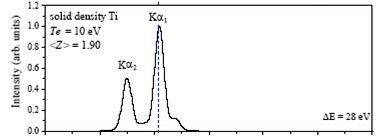 Intensity (arb. units)
1.2
1.0
0.8
0.6
0.4
0.2
0.0
solid density Ti
Te = 10 eV
<Z> = 1.90
Kα₂
Kα₁
ΔE = 28 eV